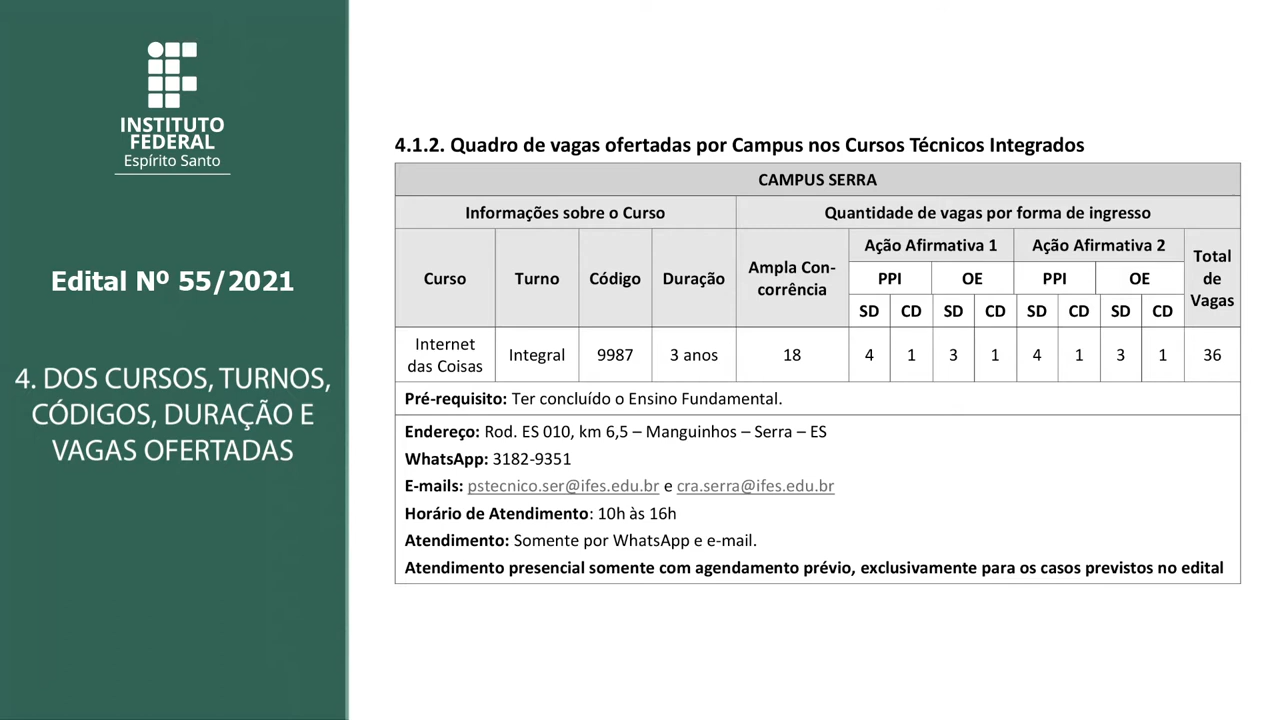 INSTITUTO
FEDERAL
Espírito Santo
Edital Nº 55/2021
4. DOS CURSOS, TURNOS,
CÓDIGOS, DURAÇÃO E
VAGAS OFERTADAS
4.1.2. Quadro de vagas ofertadas por Campus nos Cursos Técnicos Integrados
CAMPUS SERRA
Informações sobre o Curso Quantidade de vagas por forma de ingresso
Curso Turno Código Duração Ampla Con-
corrência Ação Afirmativa 1 Ação Afirmativa 2 Total
de
Vagas
PPI OE PPI OE
SD CD SD CD SD CD SD CD
Internet
das Coisas Integral 9987 3 anos 18 4 1 3 1 4 1 3 1 36
Pré-requisito: Ter concluído o Ensino Fundamental.
Endereço: Rod. ES 010, km 6,5 – Manguinhos – Serra – ES
WhatsApp: 3182-9351
E-mails: pstecnico.ser@ifes.edu.br e cra.serra@ifes.edu.br
Horário de Atendimento: 10h às 16h
Atendimento: Somente por WhatsApp e e-mail.
Atendimento presencial somente com agendamento prévio, exclusivamente para os casos previstos no edital